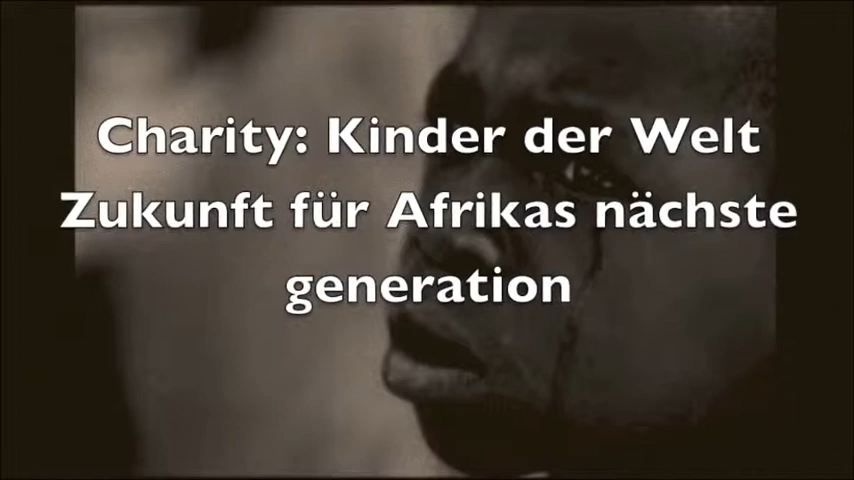 Charity: Kinder der Welt
Zukunft für Afrikas nächste
generation